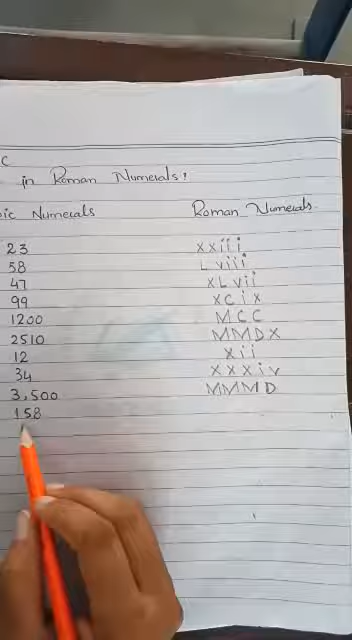 C
in Roman Numerals:
ic Numerals Roman Numerals
23 xxiii
58 Lviii
47 xLvii
99 xcix
1200 MCC
2510 MMDX
12 xii
34 xxxiv
3,500 MMMD
158